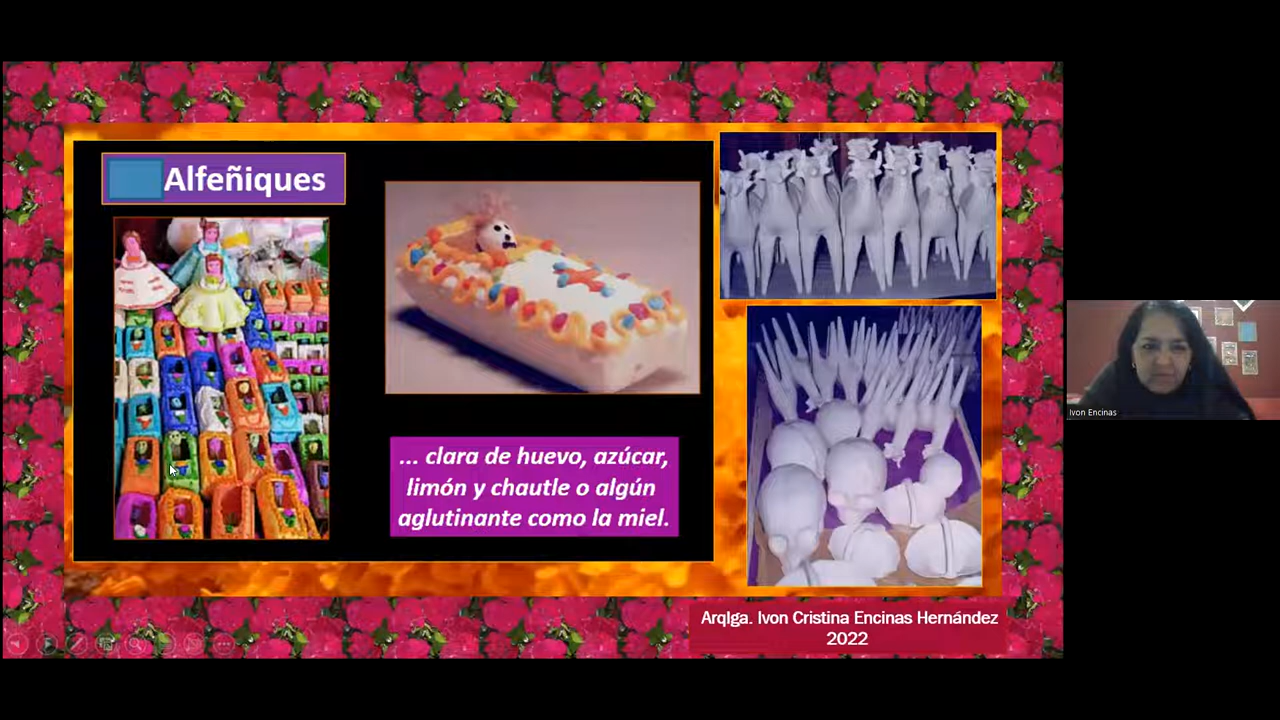 Alfeñiques
... clara de huevo, azúcar,
limón y chautle o algún
aglutinante como la miel.
Ivon Encinas
Arqlga. Ivon Cristina Encinas Hernández
2022